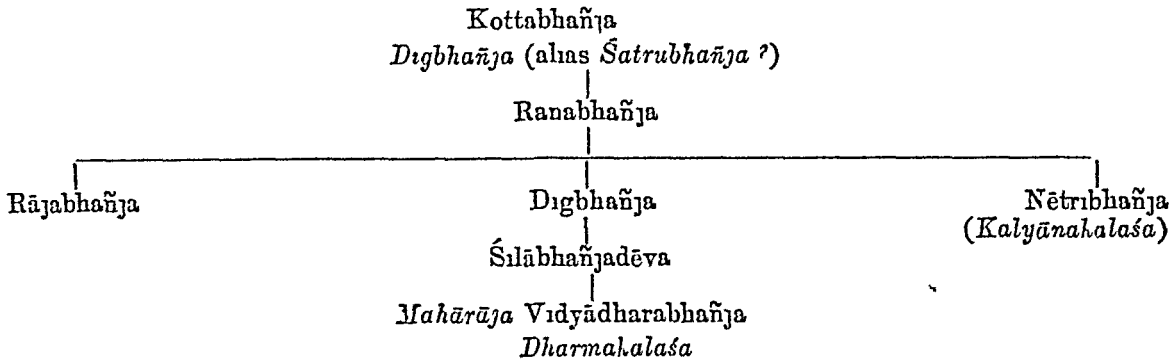 Kottabhañja
Digbhañja (alias Śatrubhañja ?)
Ranabhañja
Rājabhañja Digbhañja Nētribhañja
(Kalyānakalaśa)
Śilābhañjadēva
Mahārāja Vidyādharabhañja
Dharmakalaśa